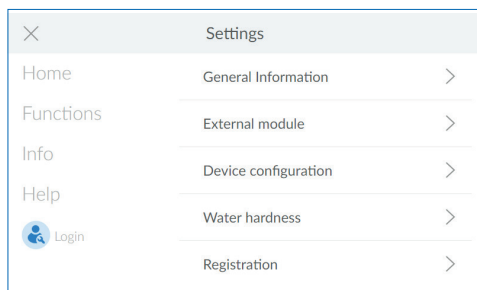 Settings
Home
Functions
Info
Help
Login
General Information
External module
Device configuration
Water hardness
Registration